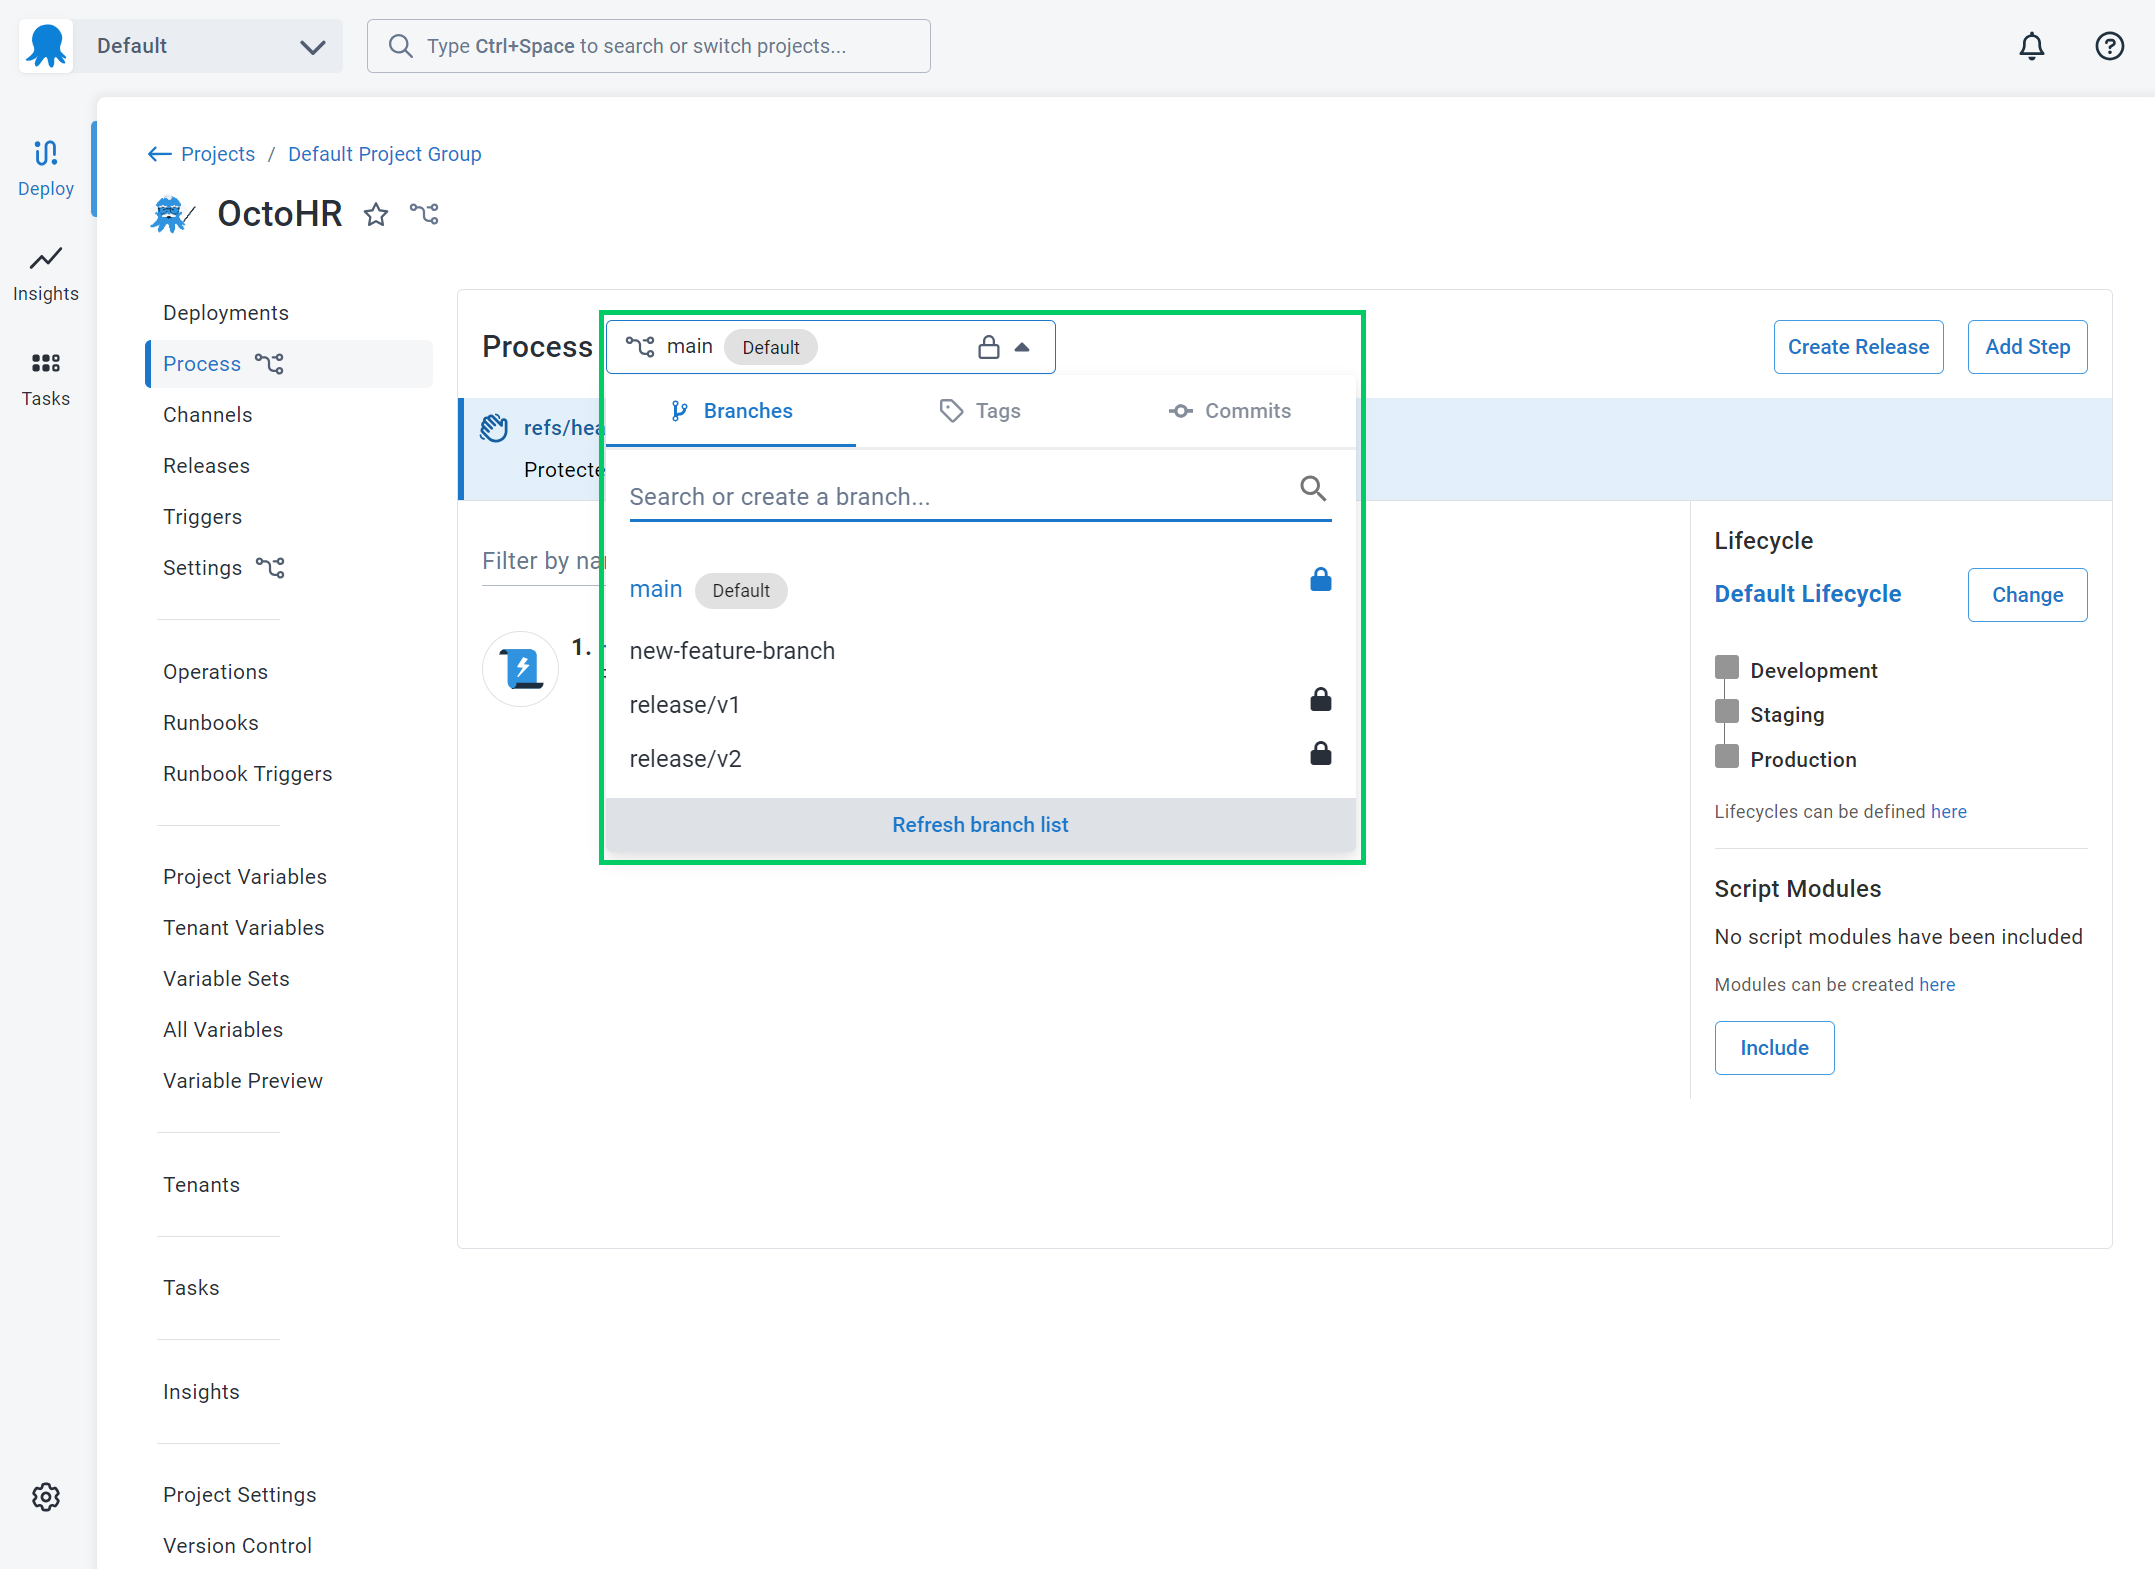 Default
Type Ctrl+Space to search or switch projects...
Deploy
Insights
Tasks
Projects / Default Project Group
OctoHR
Deployments
Process
Channels
Releases
Triggers
Settings
Operations
Runbooks
Runbook Triggers
Project Variables
Tenant Variables
Variable Sets
All Variables
Variable Preview
Tenants
Tasks
Insights
Project Settings
Version Control
Process
main Default
Create Release
Add Step
Branches
Tags
Commits
refs/hea
Protecte
Search or create a branch...
Filter by na
main Default
new-feature-branch
1.
release/v1
release/v2
Refresh branch list
Lifecycle
Default Lifecycle
Change
Development
Staging
Production
Lifecycles can be defined here
Script Modules
No script modules have been included
Modules can be created here
Include